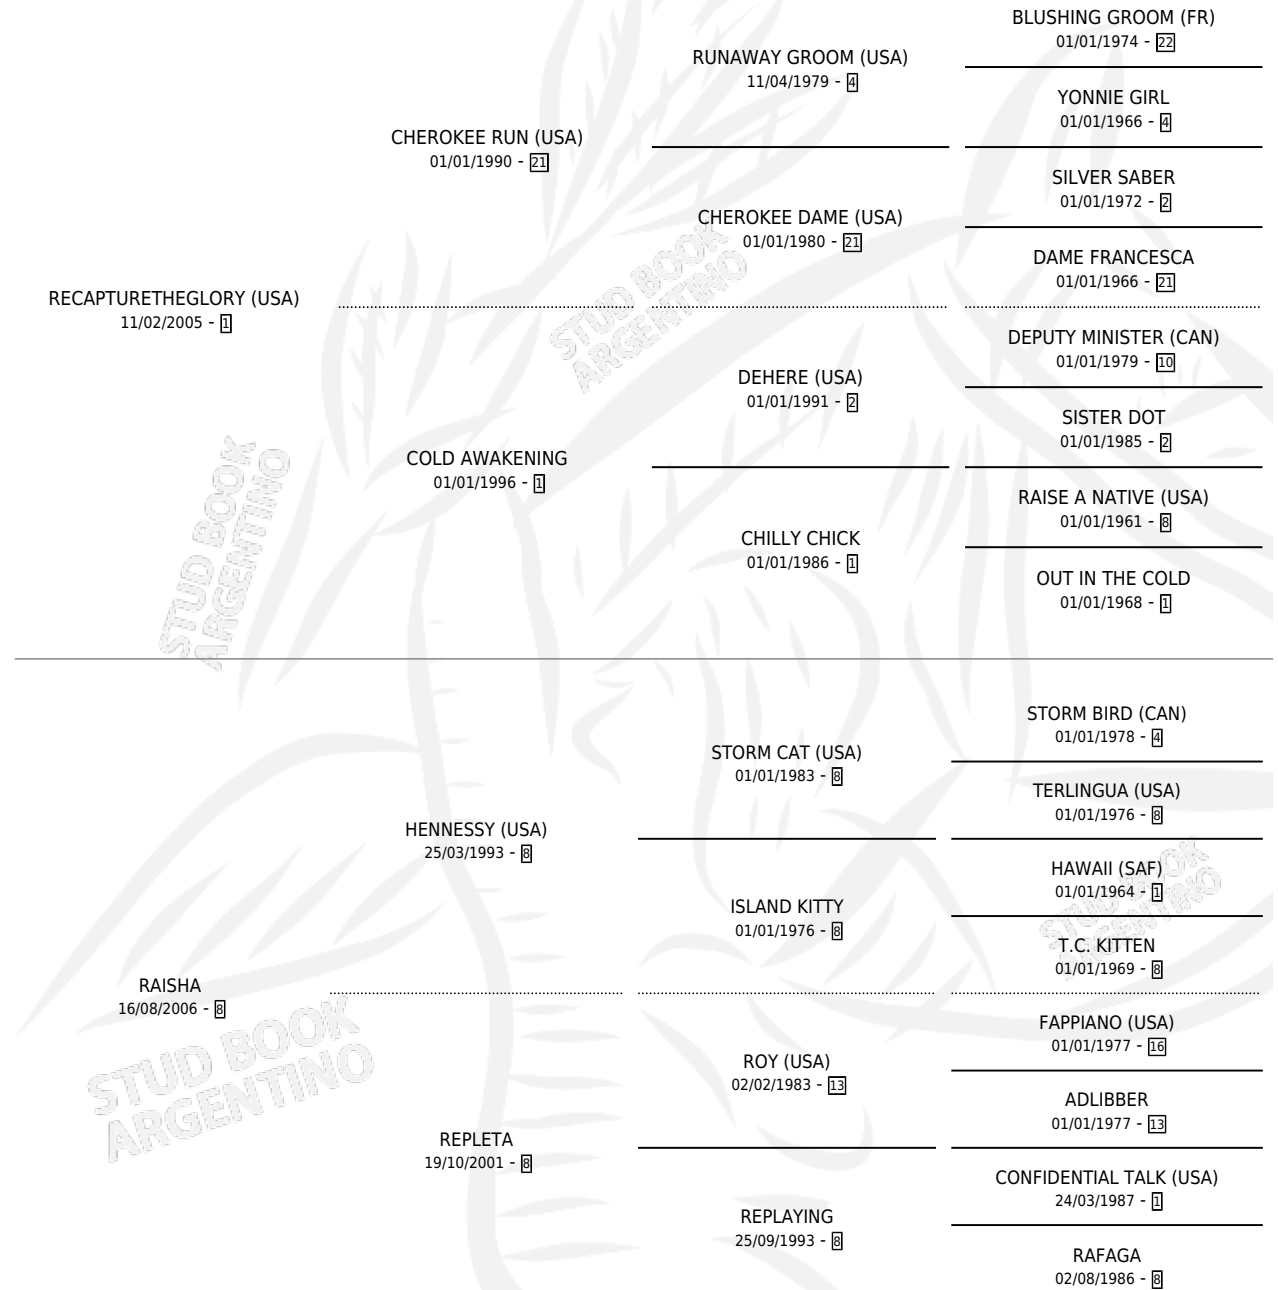 BLUSHING GROOM (FR)
01/01/1974 - 22
RUNAWAY GROOM (USA)
11/04/1979 - 4
YONNIE GIRL
01/01/1966 - 4
CHEROKEE RUN (USA)
01/01/1990 - 21
SILVER SABER
01/01/1972 - 2
CHEROKEE DAME (USA)
01/01/1980 - 21
DAME FRANCESCA
01/01/1966 - 21
RECAPTURETHEGLORY (USA)
11/02/2005 - 1
STUD BOOK
ARGENTINO
DEPUTY MINISTER (CAN)
01/01/1979 - 10
DEHERE (USA)
01/01/1991 - 2
SISTER DOT
01/01/1985 - 2
COLD AWAKENING
01/01/1996 - 1
RAISE A NATIVE (USA)
01/01/1961 - 8
CHILLY CHICK
01/01/1986 - 1
OUT IN THE COLD
01/01/1968 - 1
STUD BOOK
ARGENTINO
STORM BIRD (CAN)
01/01/1978 - 4
STORM CAT (USA)
01/01/1983 - 8
TERLINGUA (USA)
01/01/1976 - 8
HENNESSY (USA)
25/03/1993 - 8
HAWAII (SAF)
01/01/1964 - 1
ISLAND KITTY
01/01/1976 - 8
STUD BOOK
ARGENTINO
T.C. KITTEN
01/01/1969 - 8
RAISHA
16/08/2006 - 8
STUD BOOK
ARGENTINO
FAPPIANO (USA)
01/01/1977 - 16
ROY (USA)
02/02/1983 - 13
ADLIBBER
01/01/1977 - 13
REPLETA
19/10/2001 - 8
CONFIDENTIAL TALK (USA)
24/03/1987 - 1
REPLAYING
25/09/1993 - 8
RAFAGA
02/08/1986 - 8